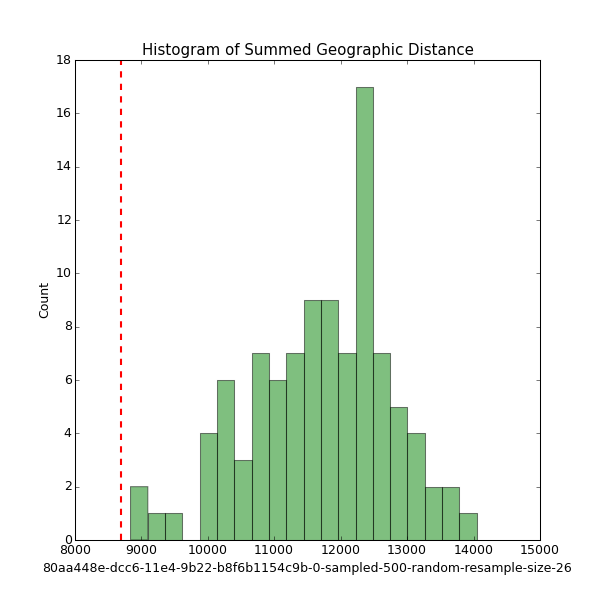 Histogram of Summed Geographic Distance
18
16
14
12
10
8
6
4
2
0
Count
8000 9000 10000 11000 12000 13000 14000 15000
80aa448e-dcc6-11e4-9b22-b8f6b1154c9b-0-sampled-500-random-resample-size-26